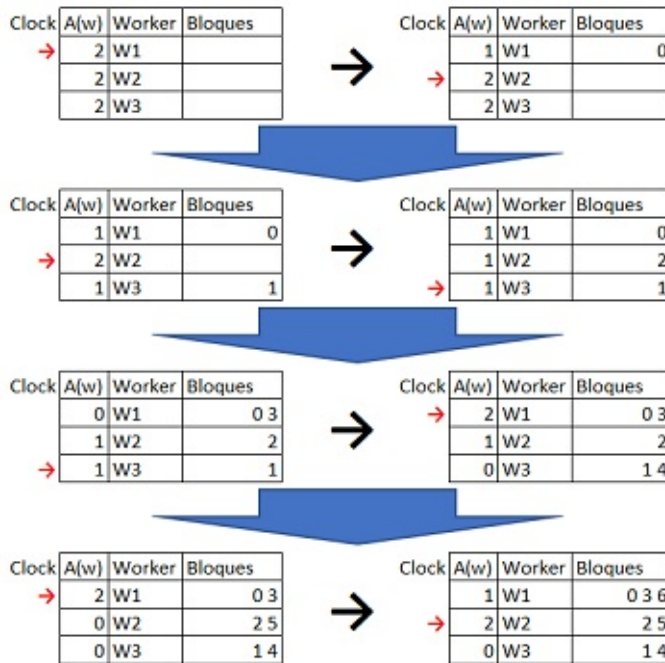 Clock A(w) Worker Bloques Clock A(w) Worker Bloques
→ 2 W1 → 1 W1 0
2 W2 → 2 W2
2 W3 2 W3
Clock A(w) Worker Bloques Clock A(w) Worker Bloques
1 W1 0 → 1 W1 0
→ 2 W2 1 W2 2
1 W3 1 → 1 W3 1
Clock A(w) Worker Bloques Clock A(w) Worker Bloques
0 W1 0 3 → → 2 W1 0 3
1 W2 2 1 W2 2
→ 1 W3 1 0 W3 1 4
Clock A(w) Worker Bloques Clock A(w) Worker Bloques
→ 2 W1 0 3 → 1 W1 0 3 6
0 W2 2 5 → 2 W2 2 5
0 W3 1 4 0 W3 1 4